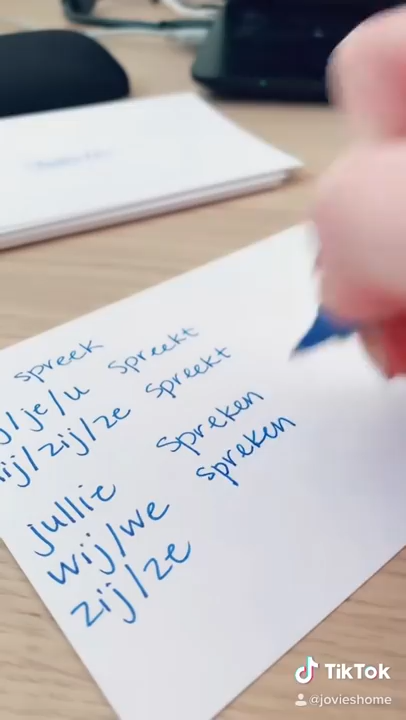 spreek
/je/u spreekt
/zij/ze spreekt
jullie spreken
wij/we spreken
zij/ze
TikTok
@jovieshome